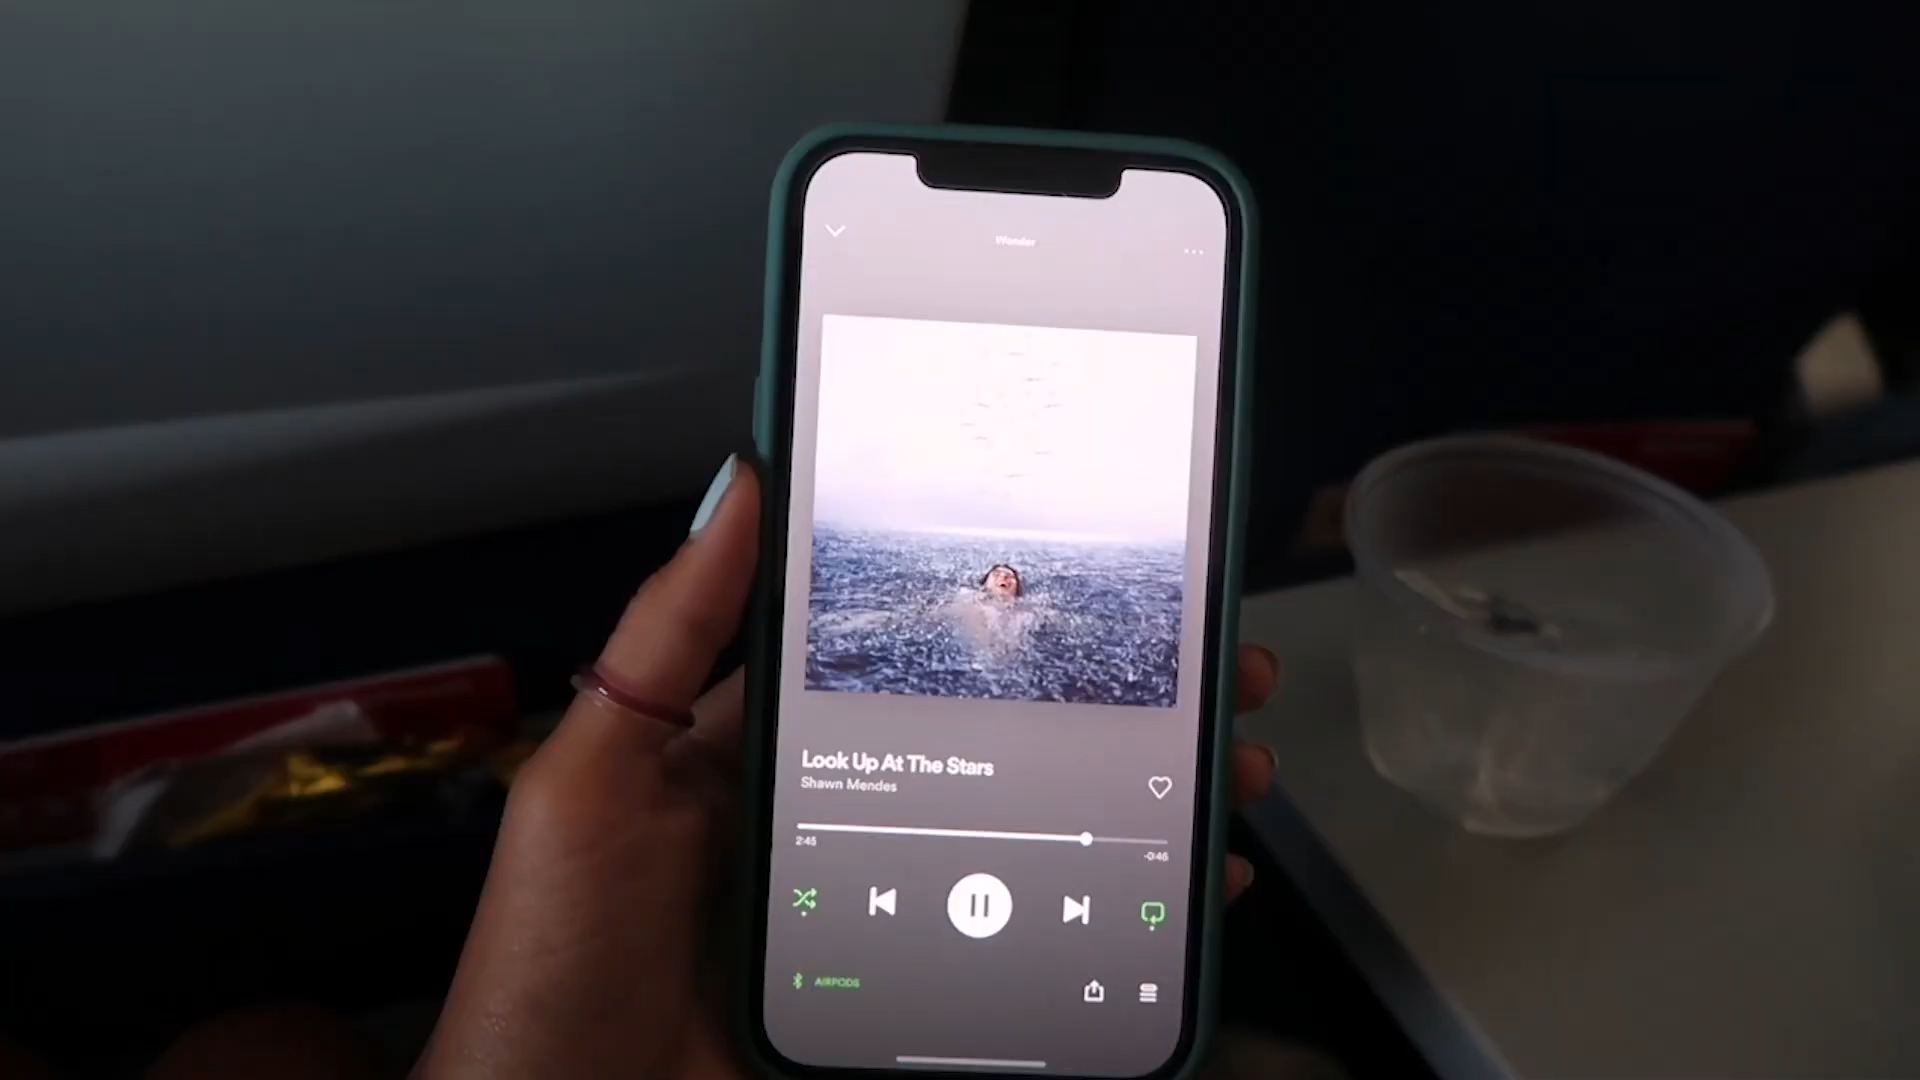 Wonder
Look Up At The Stars
Shawn Mendes
2:45
-0:46
AIRPODS